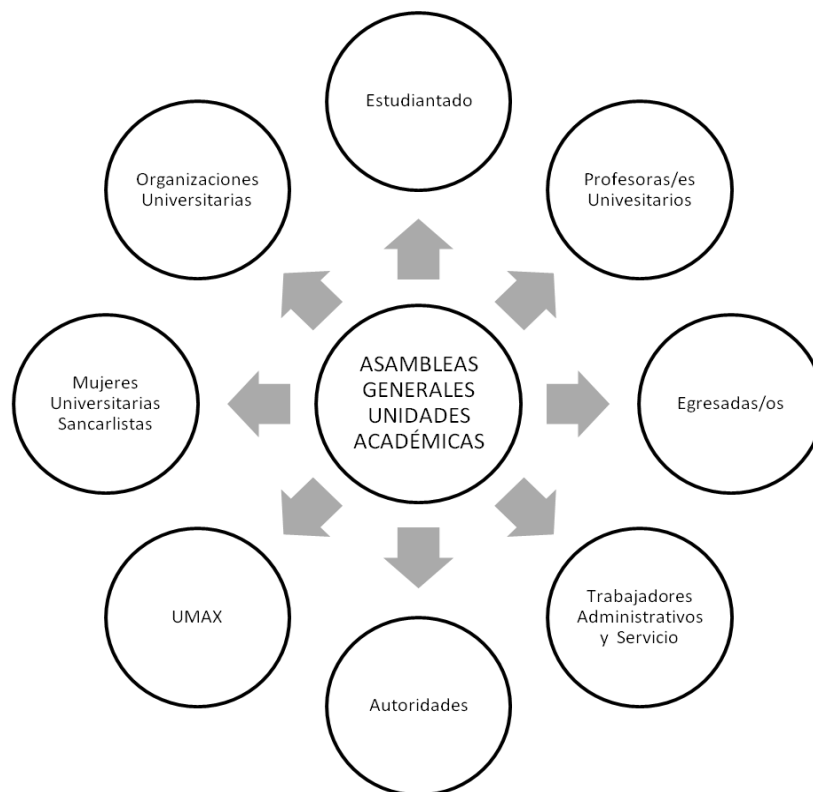 Estudiantado
Organizaciones
Universitarias
Profesoras/es
Univesitarios
ASAMBLEAS
GENERALES
UNIDADES
ACADÉMICAS
Mujeres
Universitarias
Sancarlistas
Egresadas/os
UMAX
Trabajadores
Administrativos
y Servicio
Autoridades